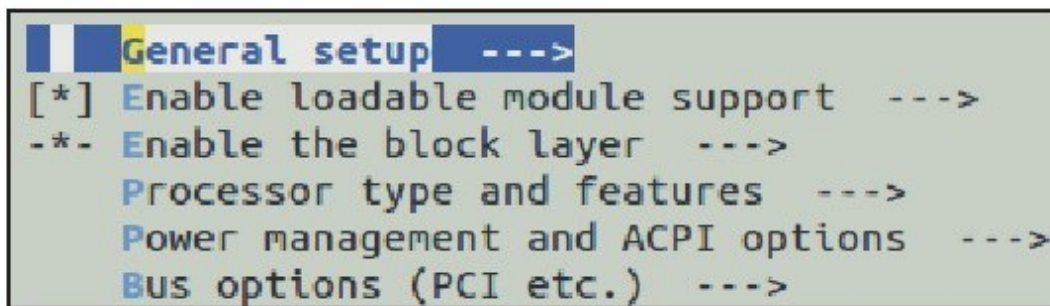 General setup  --->
[*] Enable loadable module support  --->
-*- Enable the block layer  --->
Processor type and features  --->
Power management and ACPI options  --->
Bus options (PCI etc.)  --->